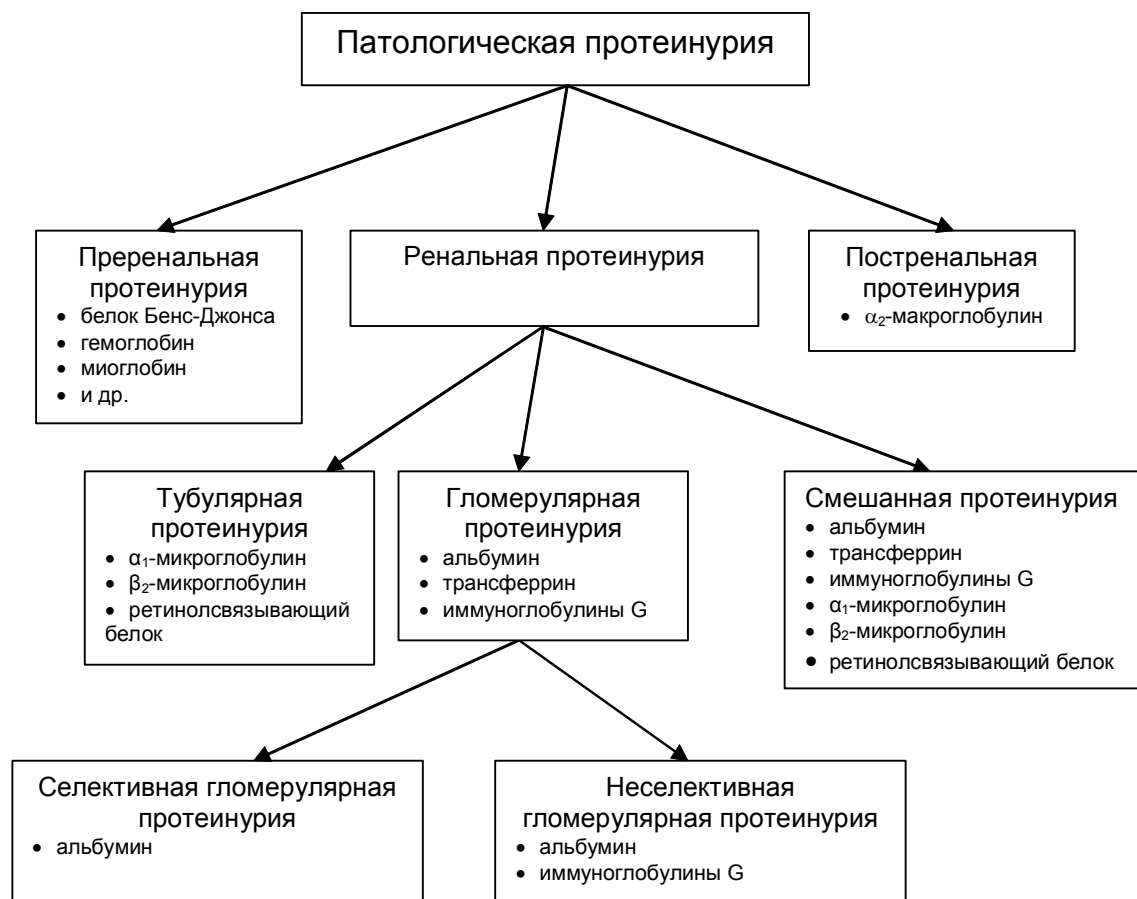 Патологическая протеинурия
Преренальная
протеинурия
• белок Бенс-Джонса
• гемоглобин
• миоглобин
• и др.
Ренальная протеинурия
Постренальная
протеинурия
• α₂-макроглобулин
Тубулярная
протеинурия
• α₁-микроглобулин
• β₂-микроглобулин
• ретинолсвязывающий
белок
Гломерулярная
протеинурия
• альбумин
• трансферрин
• иммуноглобулины G
Смешанная протеинурия
• альбумин
• трансферрин
• иммуноглобулины G
• α₁-микроглобулин
• β₂-микроглобулин
• ретинолсвязывающий белок
Селективная гломерулярная
протеинурия
• альбумин
Неселективная
гломерулярная протеинурия
• альбумин
• иммуноглобулины G